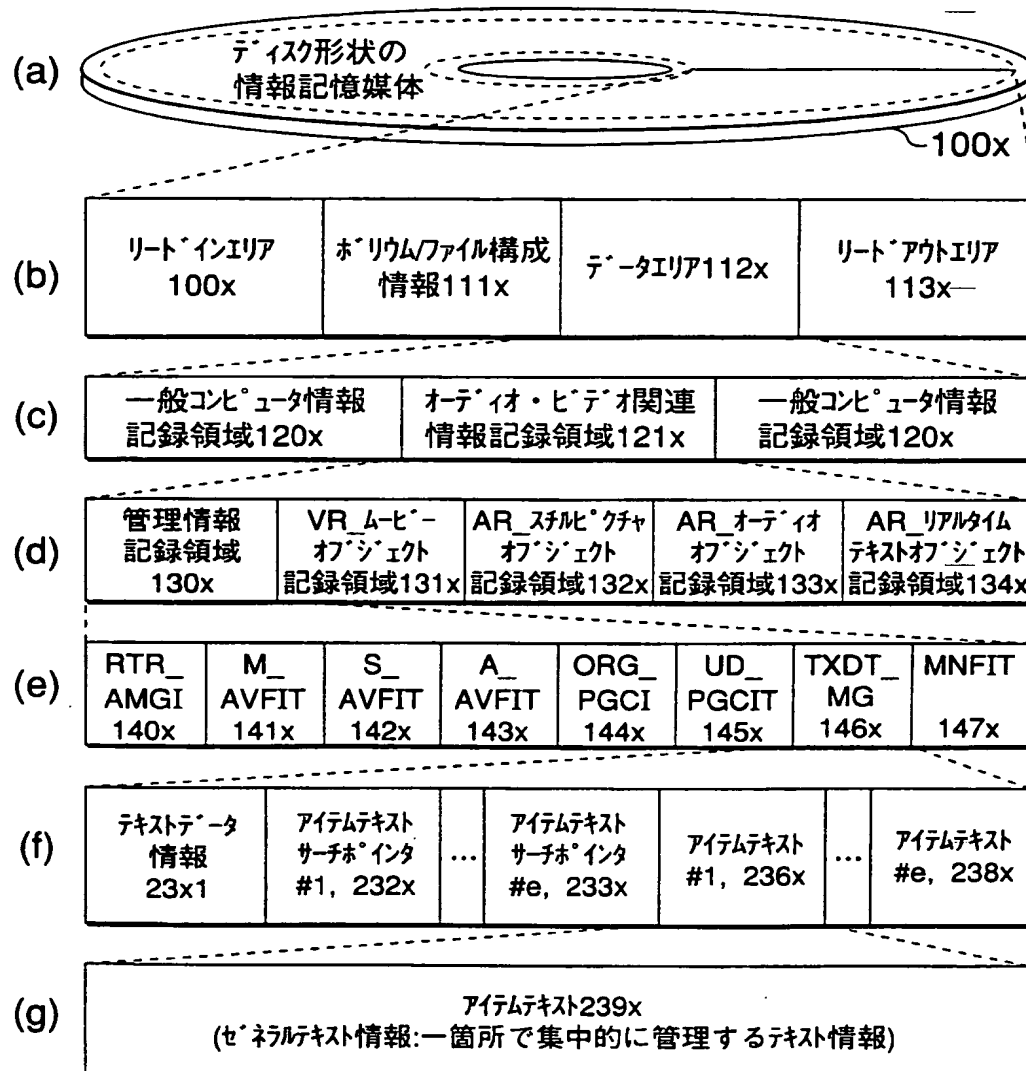 (a)
ディスク形状の
情報記憶媒体
100x
(b)
リードインエリア
100x
ボリウム/ファイル構成
情報111x
データエリア112x
リードアウトエリア
113x
(c)
一般コンピュータ情報
記録領域120x
オーディオ・ビデオ関連
情報記録領域121x
一般コンピュータ情報
記録領域120x
(d)
管理情報
記録領域
130x
VR_ムービー
オブジェクト
記録領域131x
AR_スチルピクチャ
オブジェクト
記録領域132x
AR_オーディオ
オブジェクト
記録領域133x
AR_リアルタイム
テキストオブジェクト
記録領域134x
(e)
RTR_
AMGI
140x
M_
AVFIT
141x
S_
AVFIT
142x
A_
AVFIT
143x
ORG_
PGCI
144x
UD_
PGCIT
145x
TXDT_
MG
146x
MNFIT
147x
(f)
テキストデータ
情報
23x1
アイテムテキスト
サーチポインタ
#1, 232x
...
アイテムテキスト
サーチポインタ
#e, 233x
アイテムテキスト
#1, 236x
...
アイテムテキスト
#e, 238x
(g)
アイテムテキスト239x
(ゼネラルテキスト情報:一箇所で集中的に管理するテキスト情報)